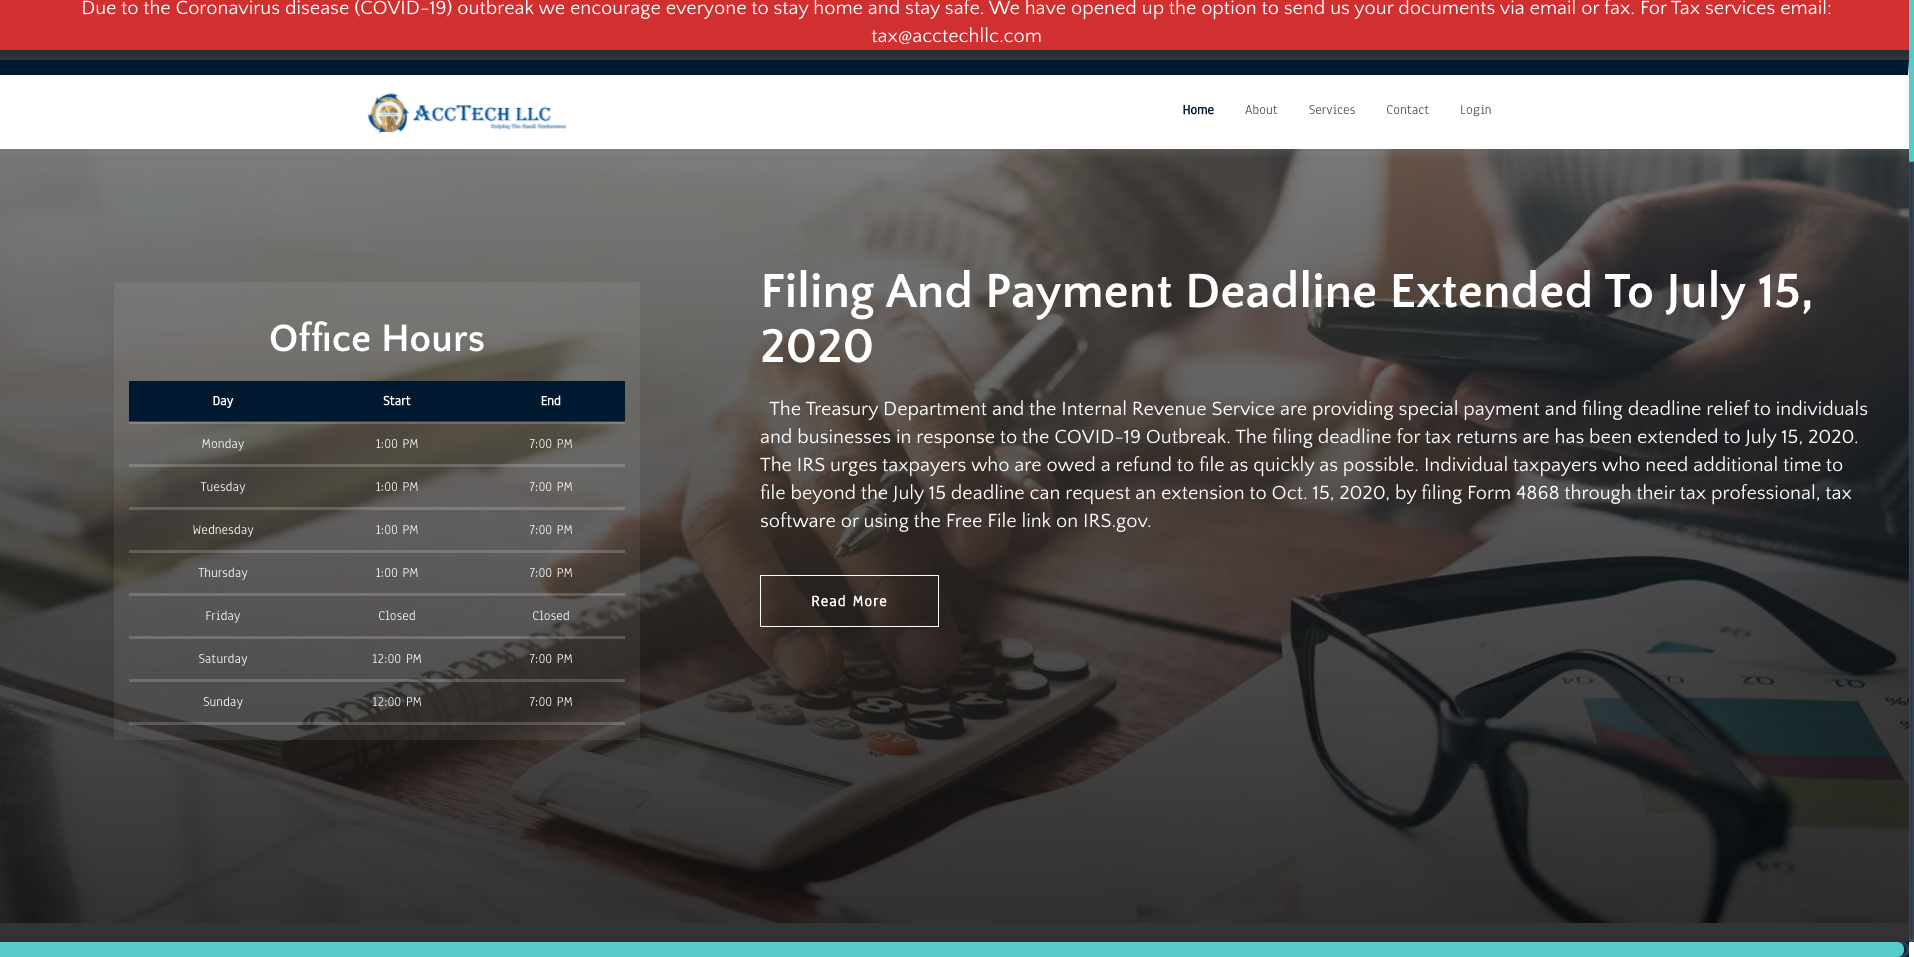 Due to the Coronavirus disease (COVID-19) outbreak we encourage everyone to stay home and stay safe. We have opened up the option to send us your documents via email or fax. For Tax services email:
tax@acctechllc.com
AccTech LLC
Home About Services Contact Login
Office Hours
Day Start End
Monday 1:00 PM 7:00 PM
Tuesday 1:00 PM 7:00 PM
Wednesday 1:00 PM 7:00 PM
Thursday 1:00 PM 7:00 PM
Friday Closed Closed
Saturday 12:00 PM 7:00 PM
Sunday 12:00 PM 7:00 PM
Filing And Payment Deadline Extended To July 15,
2020
The Treasury Department and the Internal Revenue Service are providing special payment and filing deadline relief to individuals
and businesses in response to the COVID-19 Outbreak. The filing deadline for tax returns are has been extended to July 15, 2020.
The IRS urges taxpayers who are owed a refund to file as quickly as possible. Individual taxpayers who need additional time to
file beyond the July 15 deadline can request an extension to Oct. 15, 2020, by filing Form 4868 through their tax professional, tax
software or using the Free File link on IRS.gov.
Read More